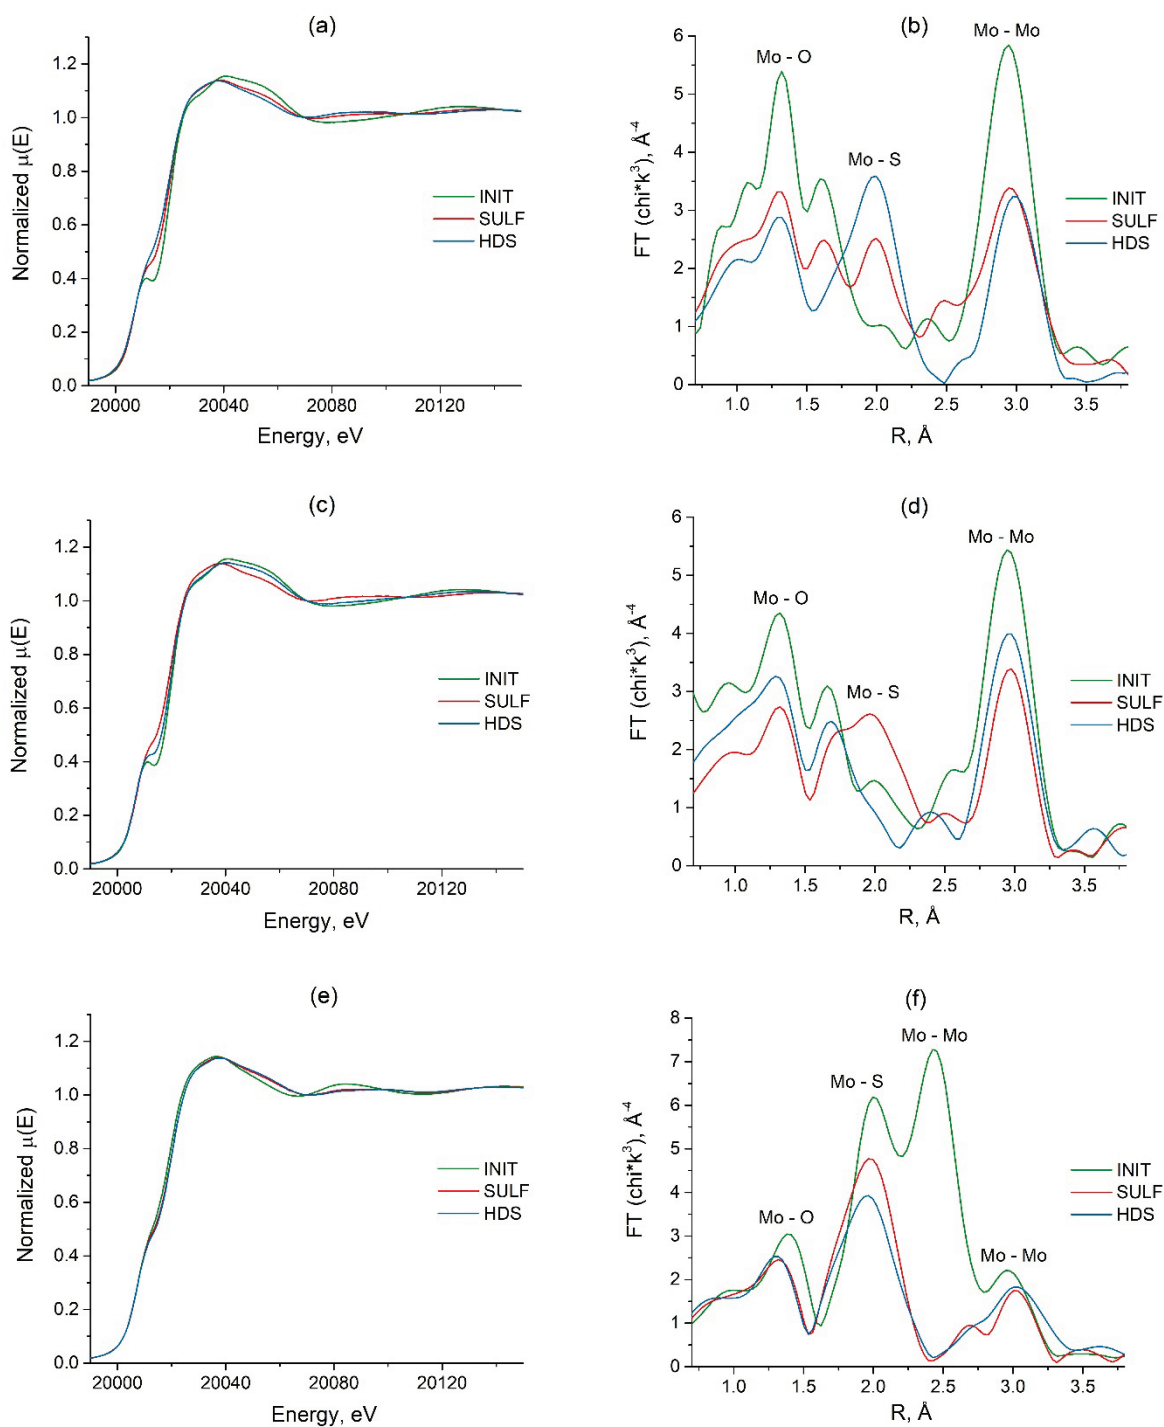 (a)
1.2
1.0
0.8
0.6
0.4
0.2
0.0
Normalized μ(E)
INIT
SULF
HDS
20000 20040 20080 20120
Energy, eV
(b)
Mo - Mo
Mo - O
Mo - S
6
5
4
3
2
1
0
FT (chi*k³), Å⁻⁴
INIT
SULF
HDS
1.0 1.5 2.0 2.5 3.0 3.5
R, Å
(c)
1.2
1.0
0.8
0.6
0.4
0.2
0.0
Normalized μ(E)
INIT
SULF
HDS
20000 20040 20080 20120
Energy, eV
(d)
Mo - Mo
Mo - O
Mo - S
6
5
4
3
2
1
0
FT (chi*k³), Å⁻⁴
INIT
SULF
HDS
1.0 1.5 2.0 2.5 3.0 3.5
R, Å
(e)
1.2
1.0
0.8
0.6
0.4
0.2
0.0
Normalized μ(E)
INIT
SULF
HDS
20000 20040 20080 20120
Energy, eV
(f)
Mo - Mo
Mo - S
Mo - O
Mo - Mo
8
7
6
5
4
3
2
1
0
FT (chi*k³), Å⁻⁴
INIT
SULF
HDS
1.0 1.5 2.0 2.5 3.0 3.5
R, Å